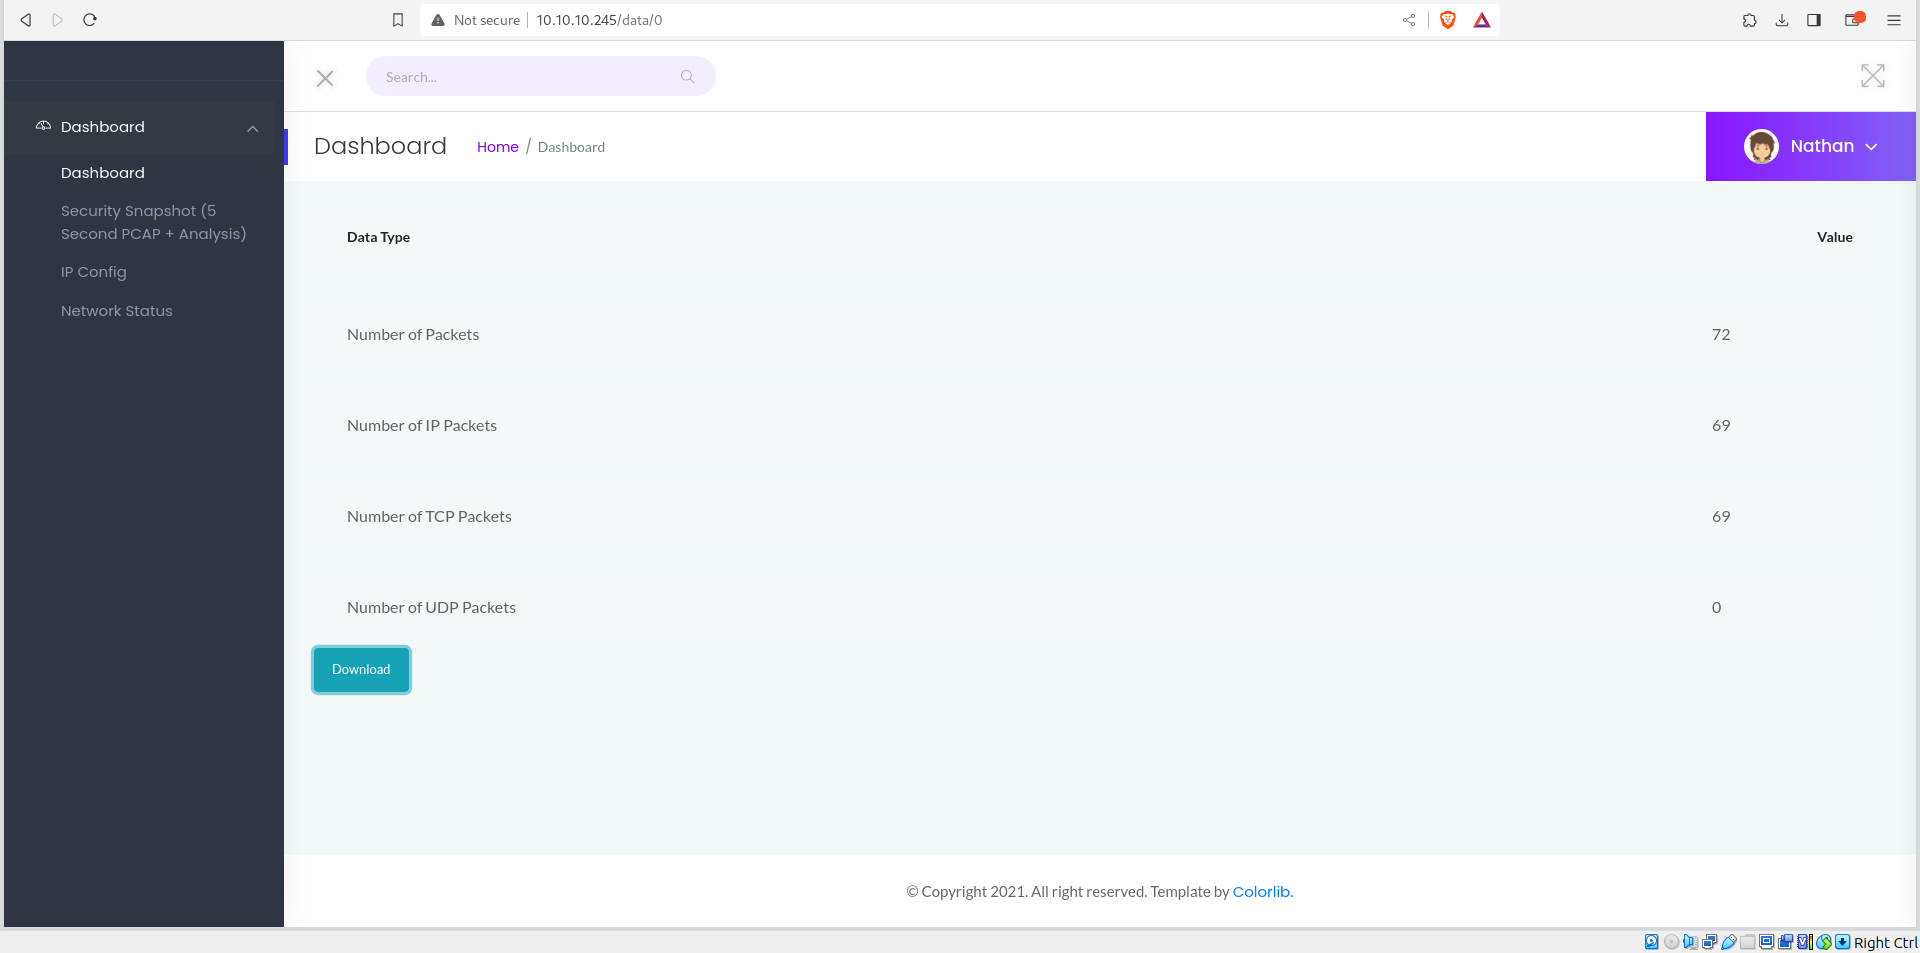 Not secure
10.10.10.245/data/0
Search...
Dashboard
Dashboard
Security Snapshot (5
Second PCAP + Analysis)
IP Config
Network Status
Dashboard
Home / Dashboard
Nathan
Data Type Value
Number of Packets 72
Number of IP Packets 69
Number of TCP Packets 69
Number of UDP Packets 0
Download
© Copyright 2021. All right reserved. Template by Colorlib.
Right Ctrl